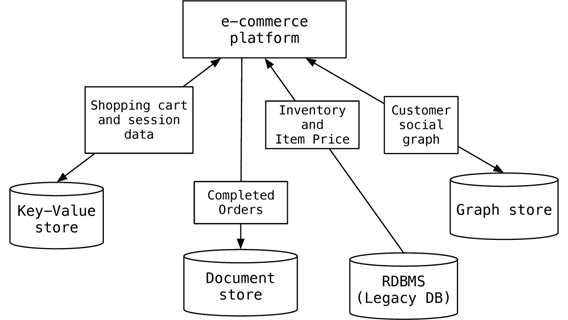 e-commerce
platform
Shopping cart
and session
data
Inventory
and
Item Price
Customer
social
graph
Completed
Orders
Key-Value
store
Graph store
Document
store
RDBMS
(Legacy DB)